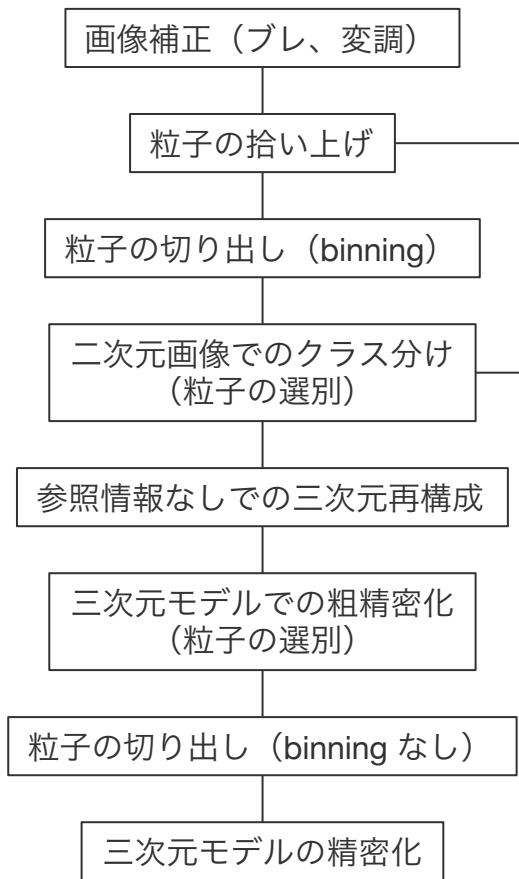 画像補正（ブレ、変調）
粒子の拾い上げ
粒子の切り出し（binning）
二次元画像でのクラス分け
（粒子の選別）
参照情報なしでの三次元再構成
三次元モデルでの粗精密化
（粒子の選別）
粒子の切り出し（binning なし）
三次元モデルの精密化